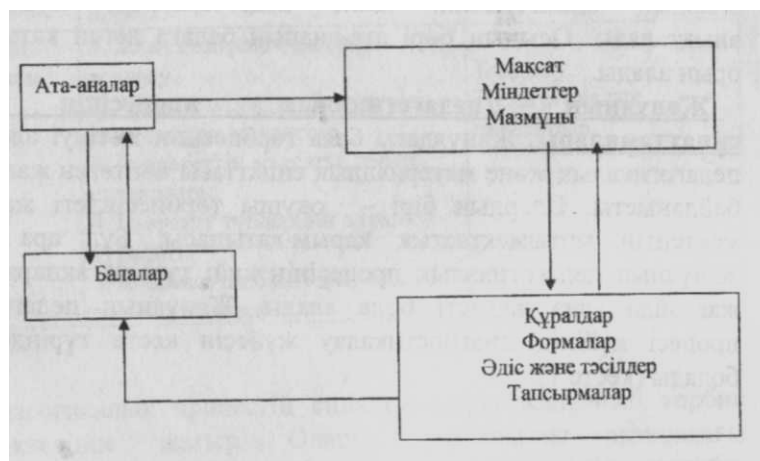 Ата-аналар
Мақсат
Міндеттер
Мазмұны
Балалар
Құралдар
Формалар
Әдіс және тәсілдер
Тапсырмалар